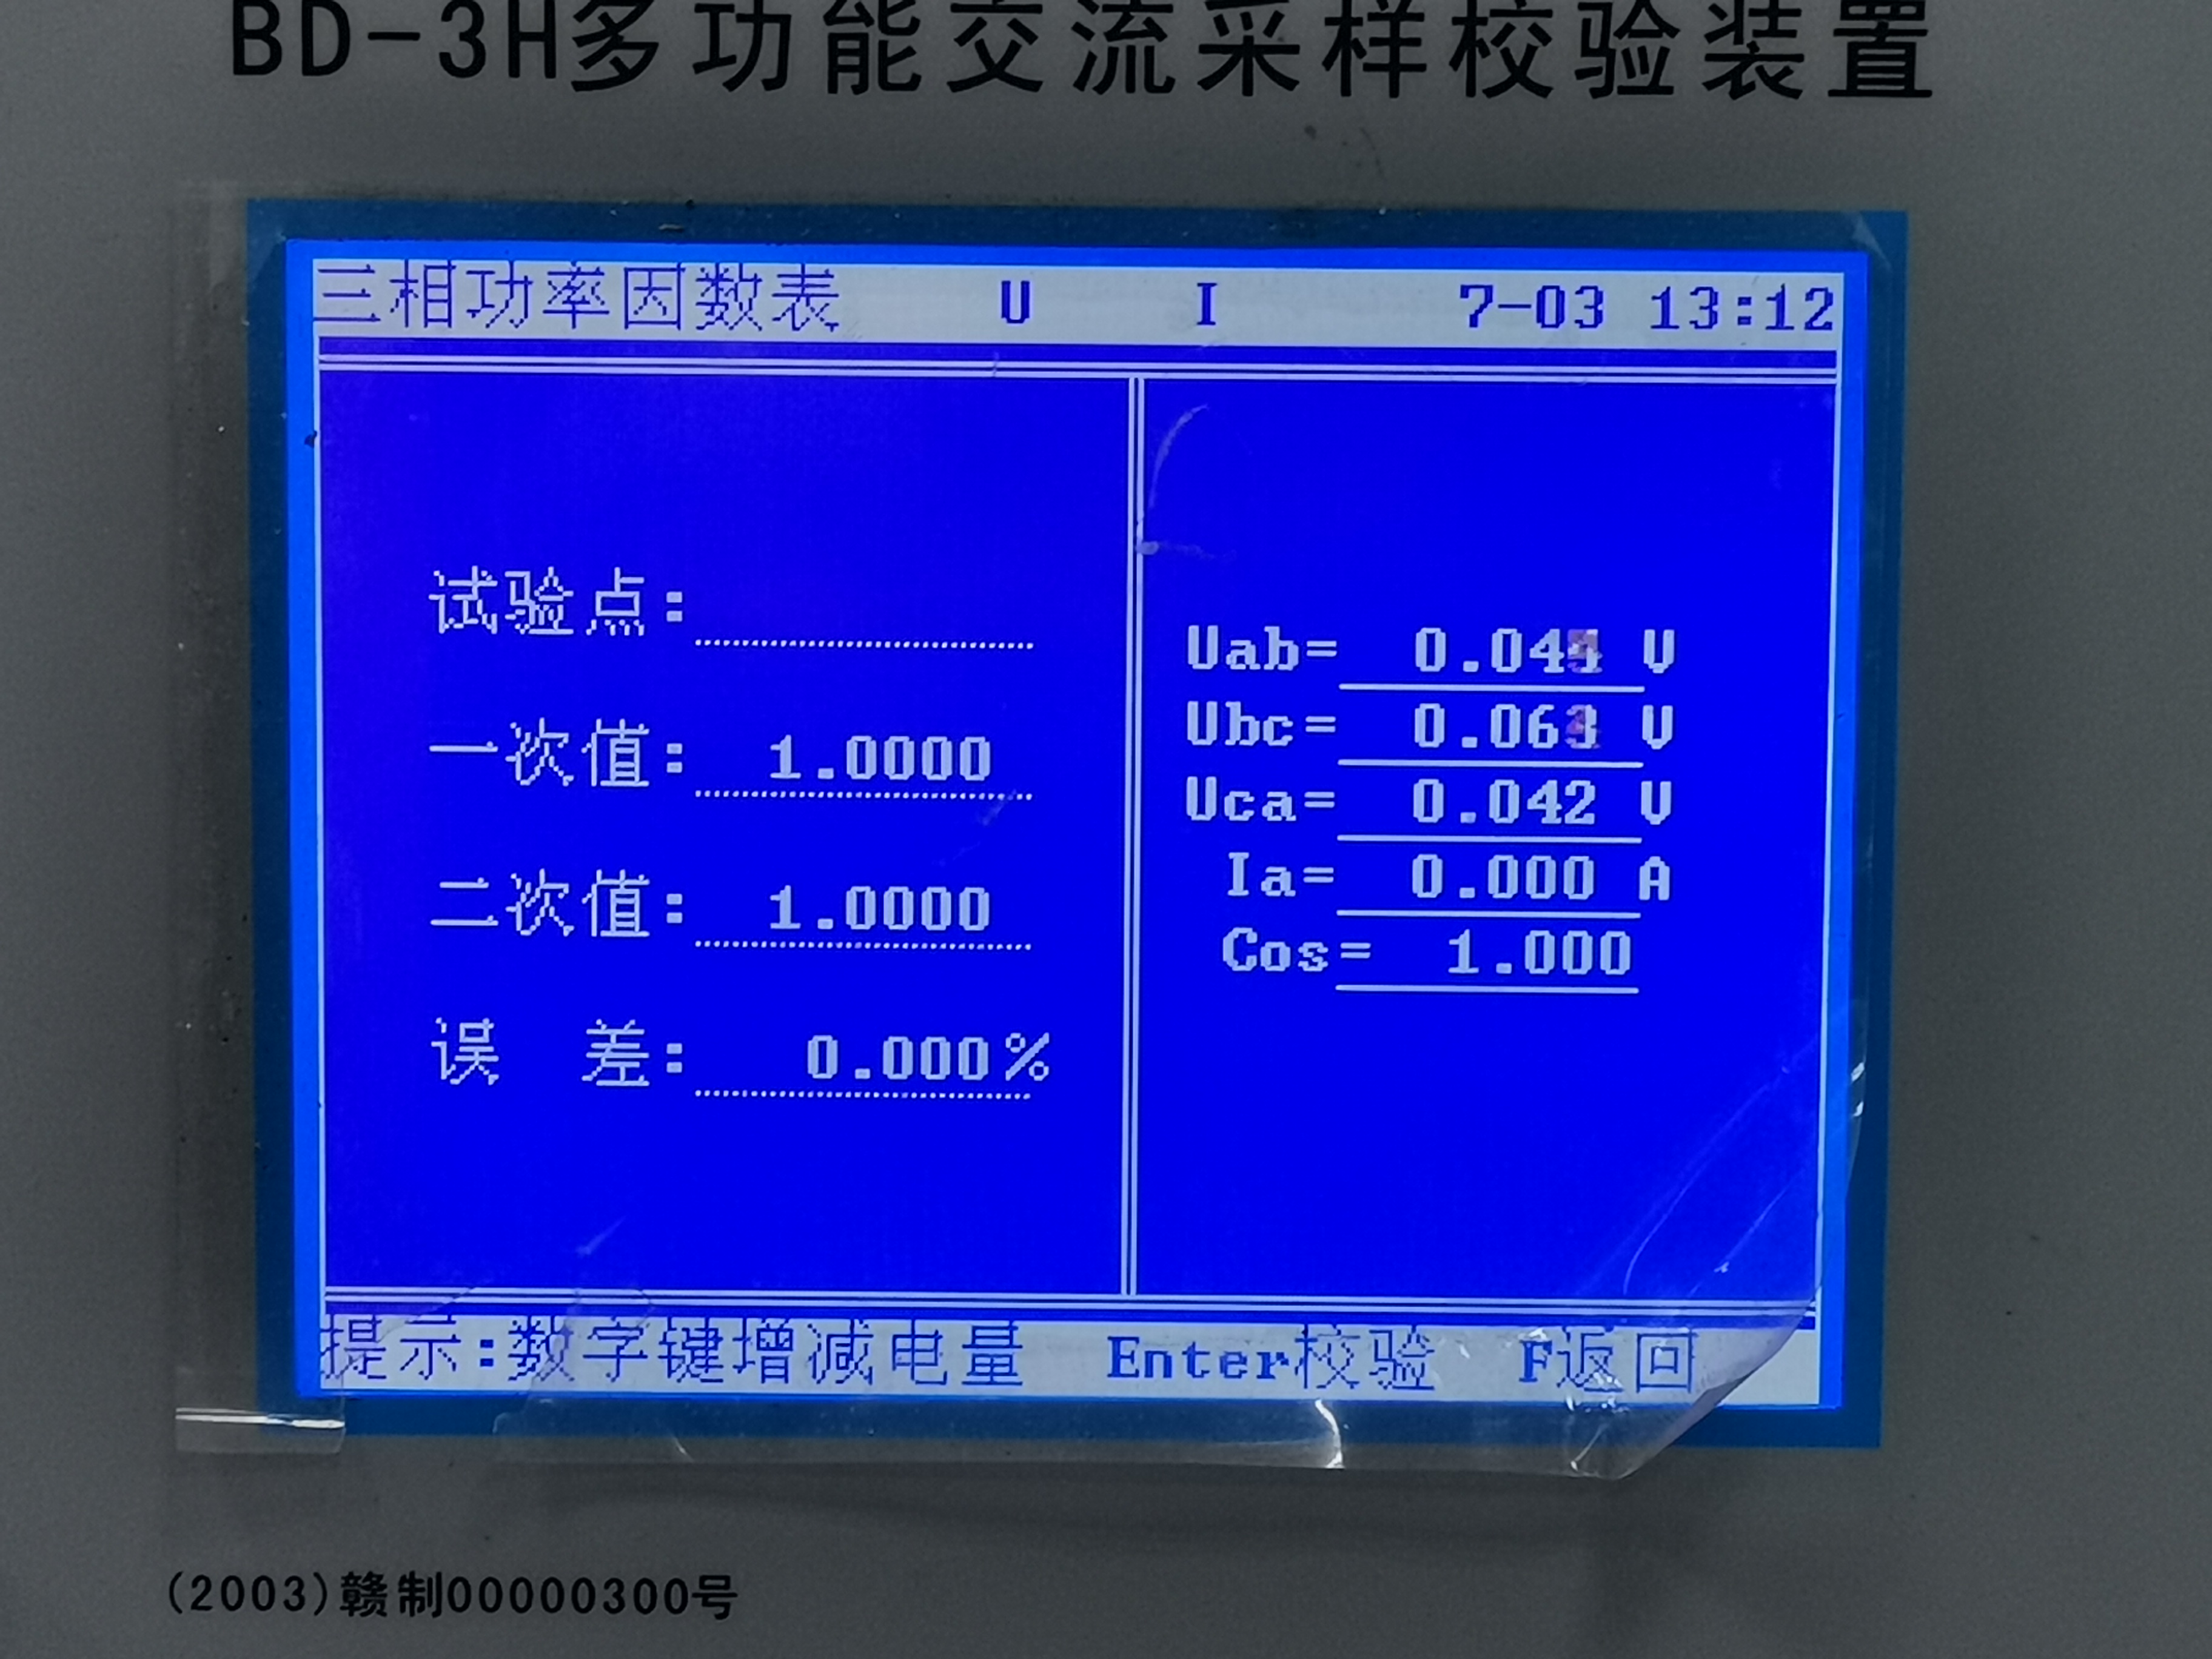 BD-3H多功能交流采样校验装置
三相功率因数表 U I 7-03 13:12
试验点:
一次值: 1.0000
二次值: 1.0000
误 差: 0.000%
Uab= V
Ubc= V
Uca= 0.042 V
Ia= 0.000 A
Cos= 1.000
提示:数字键增减电量 Enter校验 F返回
(2003)赣制00000300号